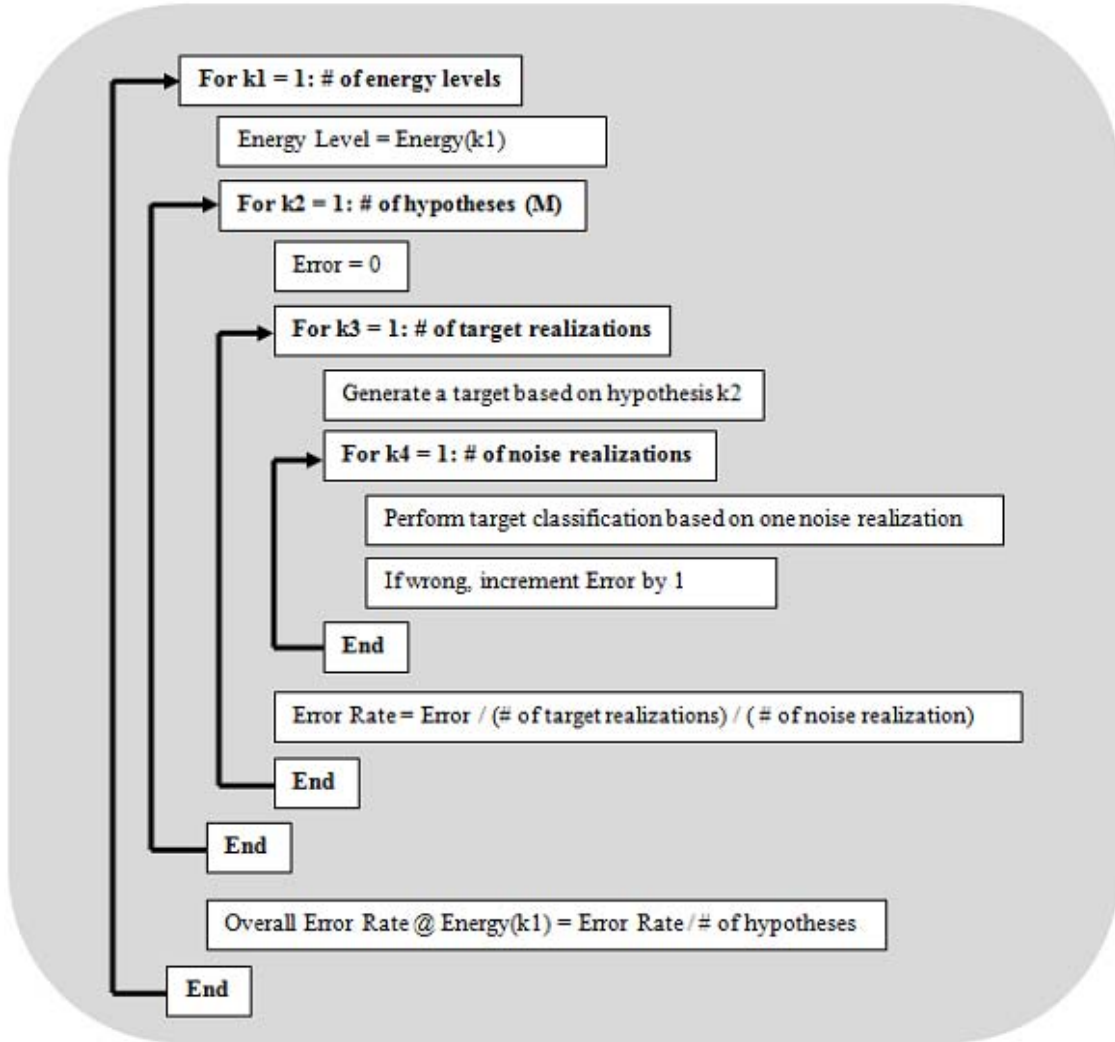 For k1 = 1: # of energy levels
Energy Level = Energy(k1)
For k2 = 1: # of hypotheses (M)
Error = 0
For k3 = 1: # of target realizations
Generate a target based on hypothesis k2
For k4 = 1: # of noise realizations
Perform target classification based on one noise realization
If wrong, increment Error by 1
End
Error Rate = Error / (# of target realizations) / ( # of noise realization)
End
End
Overall Error Rate @ Energy(k1) = Error Rate / # of hypotheses
End